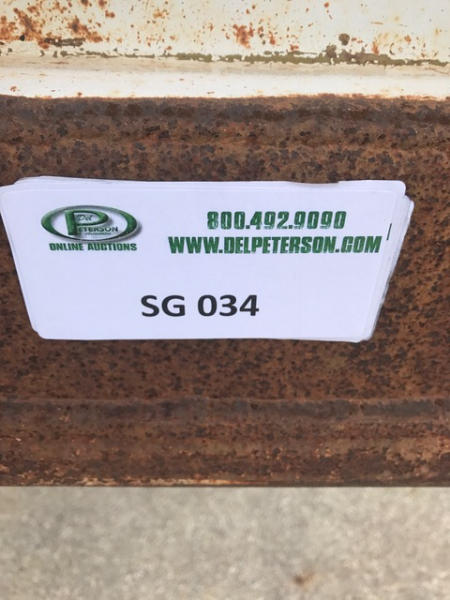 Del
PETERSON
ONLINE AUCTIONS
800.492.9090
WWW.DELPETERSON.COM
SG 034